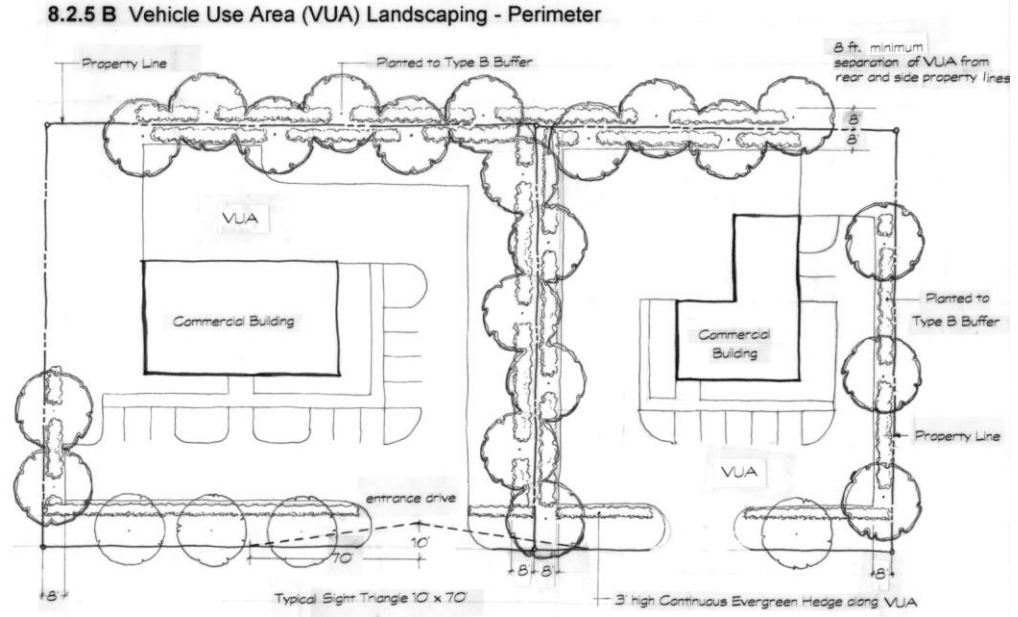 8.2.5 B Vehicle Use Area (VUA) Landscaping - Perimeter
8 ft. minimum
separation of VUA from
rear and side property lines
Property Line
Planted to Type B Buffer
8'
8'
VUA
Commercial Building
Commercial
Building
Planted to
Type B Buffer
Property Line
VUA
entrance drive
10'
70'
8'
8' 8'
8'
Typical Sight Triangle 10' x 70'
3' high Continuous Evergreen Hedge along VUA